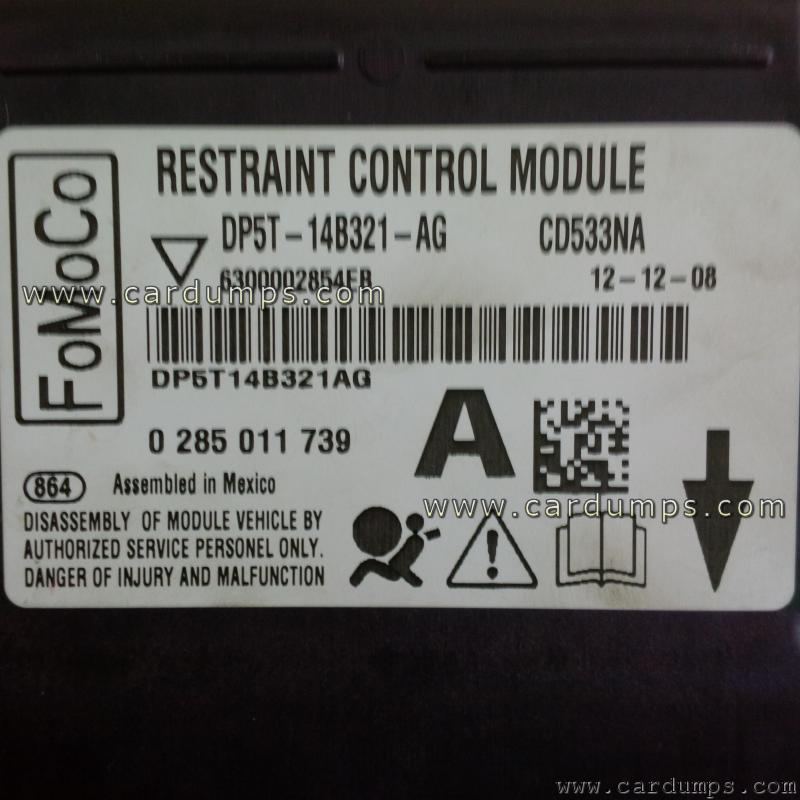 FoMoCo
RESTRAINT CONTROL MODULE
DP5T-14B321-AG CD533NA
6300002854EB 12-12-08
www.cardumps.com
DP5T14B321AG
0 285 011 739 A
864 Assembled in Mexico
www.cardumps.com
DISASSEMBLY OF MODULE VEHICLE BY
AUTHORIZED SERVICE PERSONEL ONLY.
DANGER OF INJURY AND MALFUNCTION
www.cardumps.com